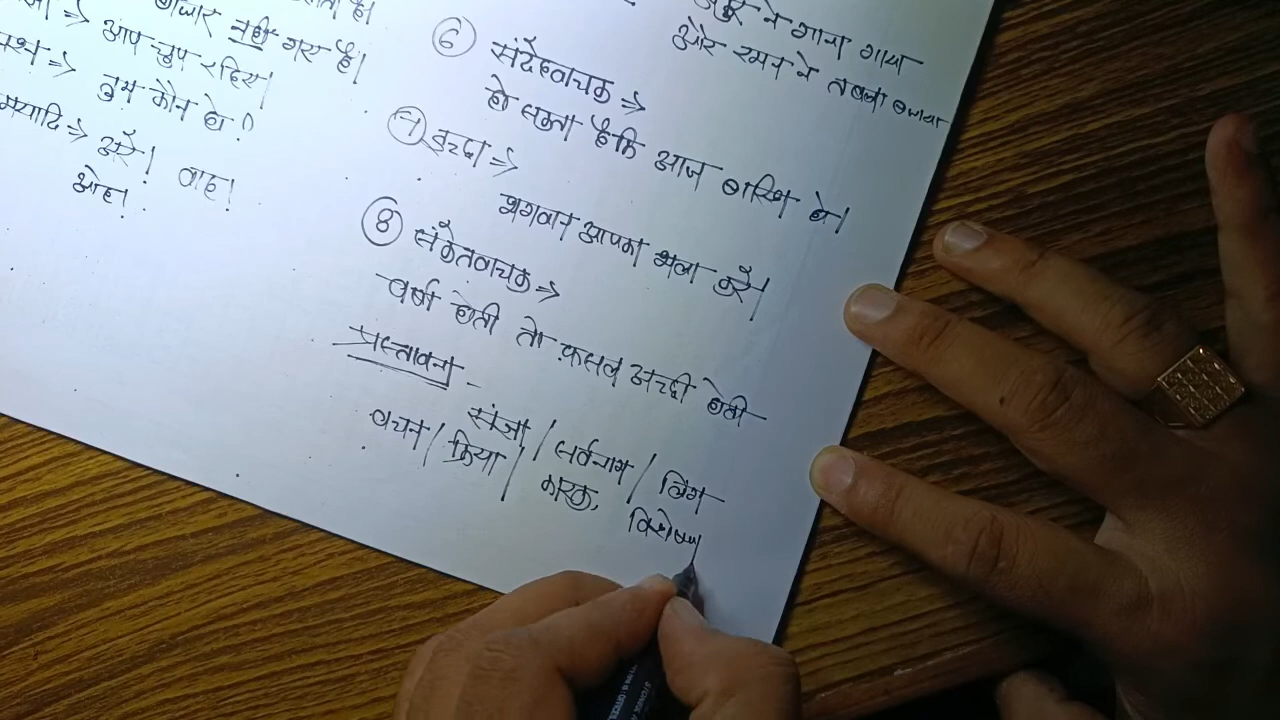 बाजार नही गए है।
आप चुप रहिए।
तुम कौन हो?
अरे! वाह!
ओह!
ने गाना गाया
और रमन ने तबला बजाया
⑥ संदेहवाचक ⇒
हो सकता है कि आज बारिश हो।
⑦ इच्छा ⇒
भगवान आपका भला करें।
⑧ संकेतवाचक ⇒
वर्षा होती तो फ़सल अच्छी होती
प्रस्तावना -
संज्ञा / सर्वनाम / लिंग
वचन / क्रिया / कारक, विशेषण